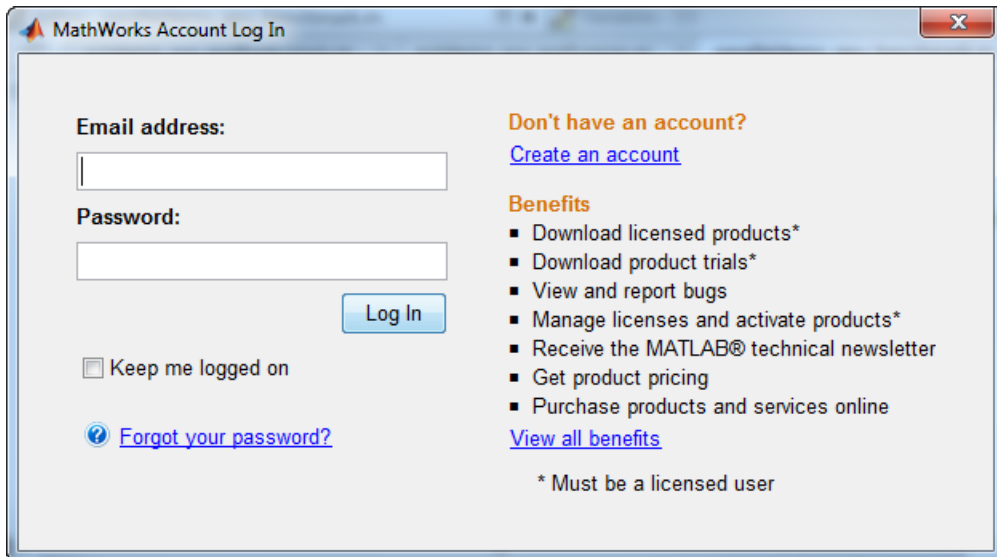 MathWorks Account Log In
Email address:
Password:
Log In
Keep me logged on
Forgot your password?
Don't have an account?
Create an account
Benefits
▪ Download licensed products*
▪ Download product trials*
▪ View and report bugs
▪ Manage licenses and activate products*
▪ Receive the MATLAB® technical newsletter
▪ Get product pricing
▪ Purchase products and services online
View all benefits
* Must be a licensed user